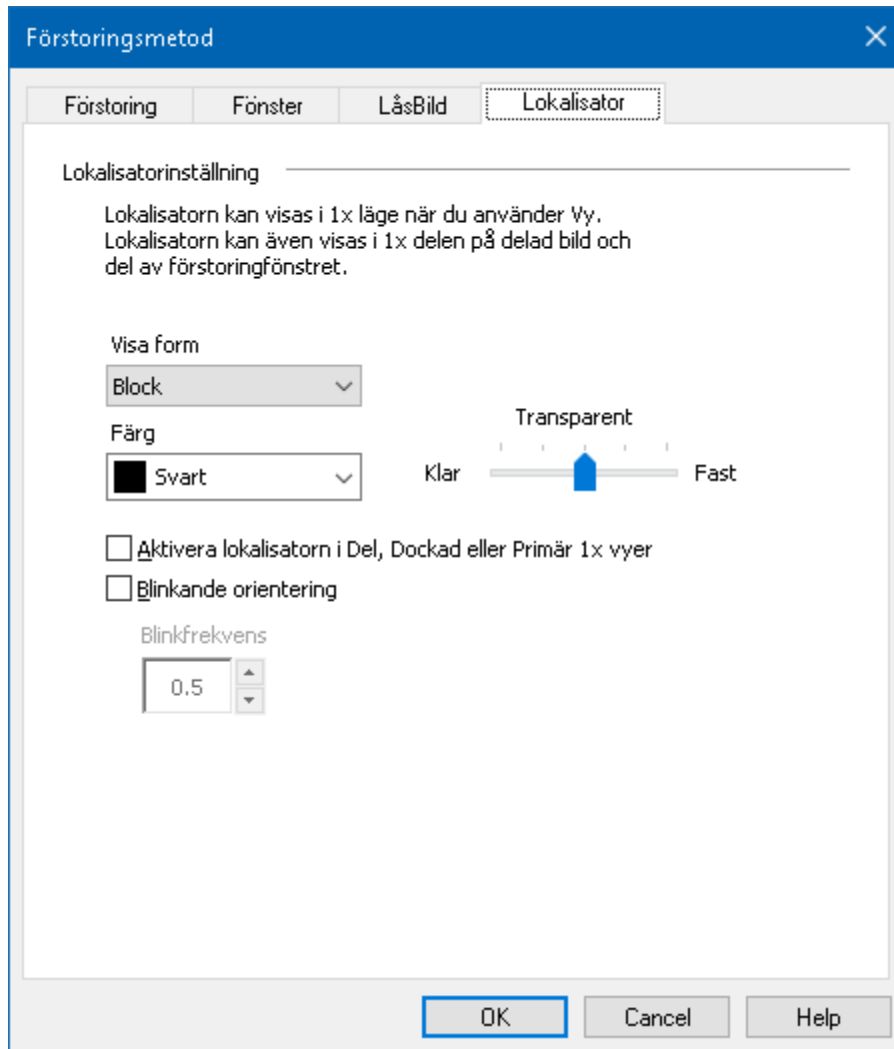 Förstoringsmetod
Förstoring
Fönster
LåsBild
Lokalisator
Lokalisatorinställning
Lokalisatorn kan visas i 1x läge när du använder Vy.
Lokalisatorn kan även visas i 1x delen på delad bild och
del av förstoringfönstret.
Visa form
Block
Färg
Svart
Transparent
Klar
Fast
Aktivera lokalisatorn i Del, Dockad eller Primär 1x vyer
Blinkande orientering
Blinkfrekvens
0.5
OK
Cancel
Help